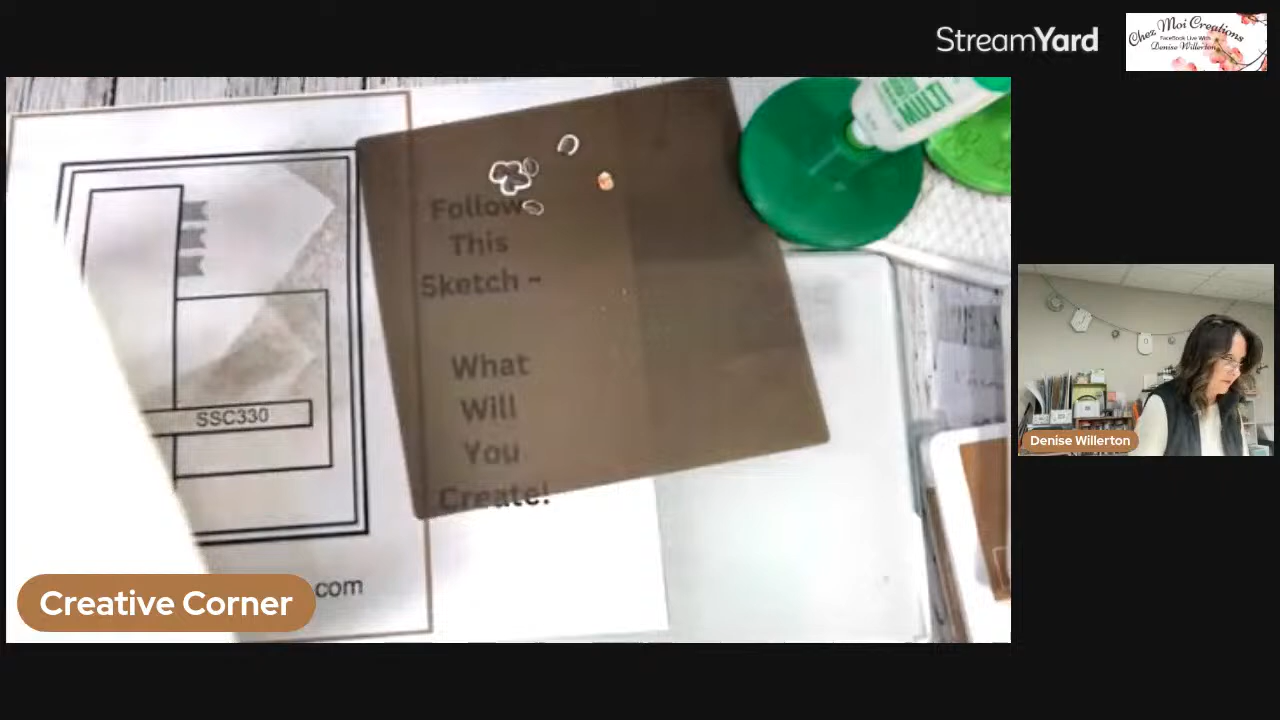 StreamYard
Chez Moi Creations
FaceBook Live With
Denise Willerton
MULTI
Follow
This
Sketch -
What
Will
You
Create!
SSC330
.com
Creative Corner
Denise Willerton